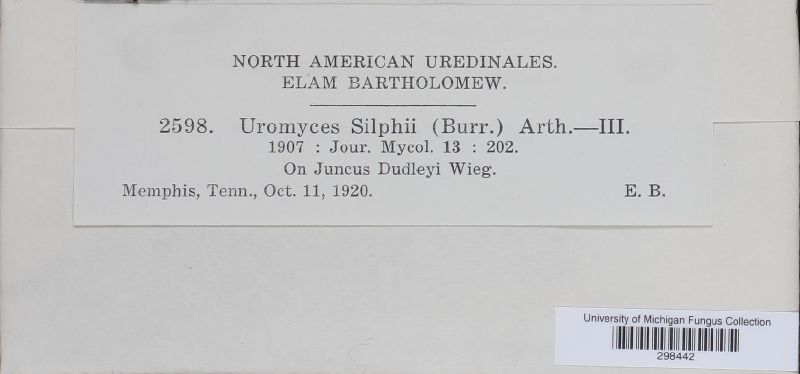 NORTH AMERICAN UREDINALES.
ELAM BARTHOLOMEW.
2598. Uromyces Silphii (Burr.) Arth.—III.
1907 : Jour. Mycol. 13 : 202.
On Juncus Dudleyi Wieg.
Memphis, Tenn., Oct. 11, 1920. E. B.
University of Michigan Fungus Collection
298442